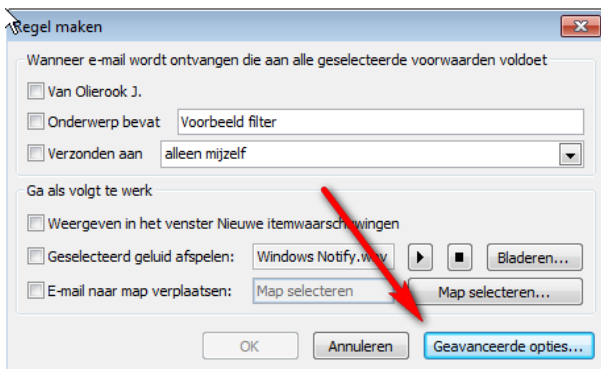 Regel maken
Wanneer e-mail wordt ontvangen die aan alle geselecteerde voorwaarden voldoet
Van Olierook J.
Onderwerp bevat Voorbeeld filter
Verzonden aan alleen mijzelf
Ga als volgt te werk
Weergeven in het venster Nieuwe itemwaarschuwingen
Geselecteerd geluid afspelen: Windows Notify.wav Bladeren...
E-mail naar map verplaatsen: Map selecteren Map selecteren...
OK Annuleren Geavanceerde opties...